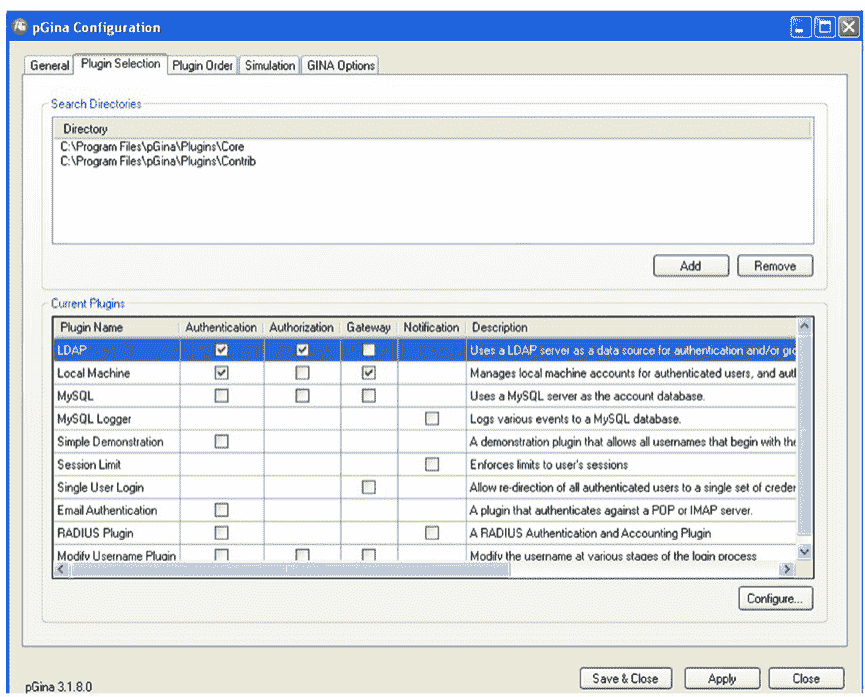 pGina Configuration
General Plugin Selection Plugin Order Simulation GINA Options
Search Directories
Directory
C:\Program Files\pGina\Plugins\Core
C:\Program Files\pGina\Plugins\Contrib
Add Remove
Current Plugins
Plugin Name Authentication Authorization Gateway Notification Description
LDAP Uses a LDAP server as a data source for authentication and/or gro
Local Machine Manages local machine accounts for authenticated users, and aut
MySQL Uses a MySQL server as the account database.
MySQL Logger Logs various events to a MySQL database.
Simple Demonstration A demonstration plugin that allows all usernames that begin with the
Session Limit Enforces limits to user's sessions
Single User Login Allow re-direction of all authenticated users to a single set of creder
Email Authentication A plugin that authenticates against a POP or IMAP server.
RADIUS Plugin A RADIUS Authentication and Accounting Plugin
Modify Username Plugin Modify the username at various stages of the login process
Configure...
pGina 3.1.8.0 Save & Close Apply Close